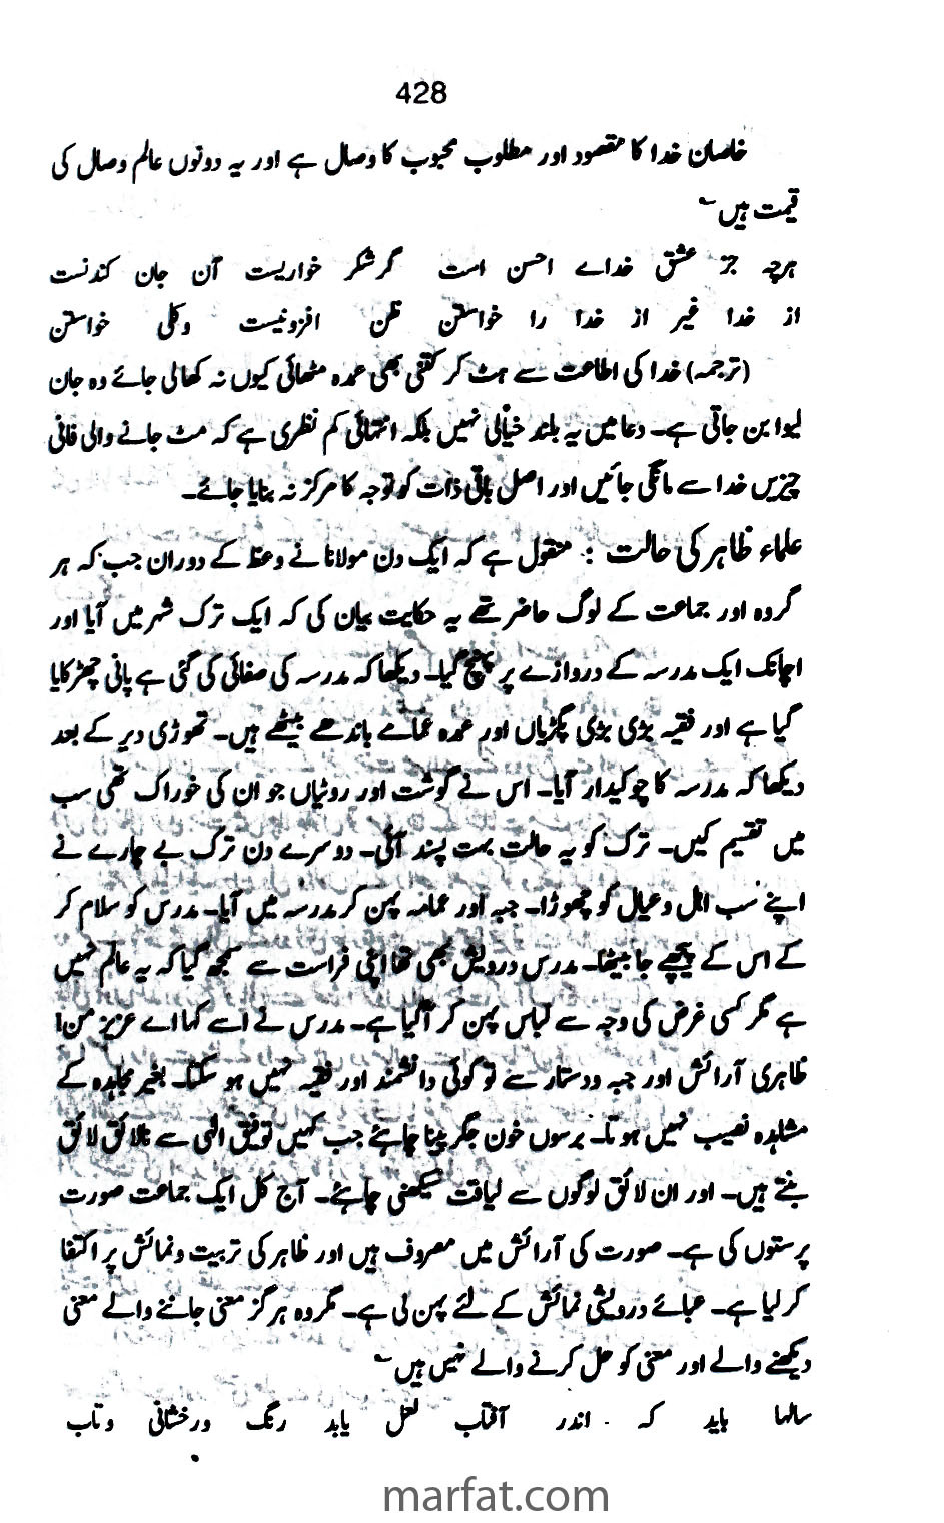 428
خاصان خدا کا مقصود اور مطلوب محبوب کا وصال ہے اور یہ دونوں عالم وصال کی
قیمت ہیں ؎
ہرچہ جز عشق خداے احسن است گر شکر خواریست آن جان کندنست
از خدا غیر از خدا را خواستن ظن افزونیست وکلی خواستن
(ترجمہ) خدا کی اطاعت سے ہٹ کر کتنی بھی عمدہ مٹھائی کیوں نہ کھالی جائے وہ جان
لیوا بن جاتی ہے۔ دعا میں یہ بلند خیالی نہیں بلکہ انتہائی کم نظری ہے کہ مٹ جانے والی فانی
چیزیں خدا سے مانگی جائیں اور اصل باقی ذات کو توجہ کا مرکز نہ بنایا جائے۔
علماء ظاہر کی حالت : منقول ہے کہ ایک دن مولانا نے وعظ کے دوران جب کہ ہر
گروہ اور جماعت کے لوگ حاضر تھے یہ حکایت بیان کی کہ ایک ترک شہر میں آیا اور
اچانک ایک مدرسہ کے دروازے پر پہنچ گیا۔ دیکھا کہ مدرسہ کی صفائی کی گئی ہے پانی چھڑکایا
گیا ہے اور فقیہ بڑی بڑی پگڑیاں اور عمدہ عمامے باندھے بیٹھے ہیں۔ تھوڑی دیر کے بعد
دیکھا کہ مدرسہ کا چوکیدار آیا۔ اس نے گوشت اور روٹیاں جو ان کی خوراک تھی سب
میں تقسیم کیں۔ ترک کو یہ حالت بہت پسند آئی۔ دوسرے دن ترک بے چارے نے
اپنے سب اہل و عیال کو چھوڑا۔ جبہ اور عمامہ پہن کر مدرسہ میں آیا۔ مدرس کو سلام کر
کے اس کے پیچھے جا بیٹھا۔ مدرس درویش بھی تھا اپنی فراست سے سمجھ گیا کہ یہ عالم نہیں
ہے مگر کسی غرض کی وجہ سے لباس پہن کر آگیا ہے۔ مدرس نے اسے کہا اے عزیز من!
ظاہری آرائش اور جبہ ودستار سے تو کوئی دانشمند اور فقیہ نہیں ہو سکتا۔ بغیر مجاہدہ کے
مشاہدہ نصیب نہیں ہوتا۔ برسوں خون جگر پینا چاہئے جب کہیں توفیق الٰہی سے نالائق لائق
بنتے ہیں۔ اور ان لائق لوگوں سے لیاقت سیکھنی چاہئے۔ آج کل ایک جماعت صورت
پرستوں کی ہے۔ صورت کی آرائش میں مصروف ہیں اور ظاہر کی تربیت و نمائش پر اکتفا
کر لیا ہے۔ عبائے درویشی نمائش کے لئے پہن لی ہے۔ مگر وہ ہرگز معنی جاننے والے معنی
دیکھنے والے اور معنی کو حل کرنے والے نہیں ہیں ؎
سالہا باید کہ اندر آفتاب لعل یابد رنگ ورخشانی و تاب
marfat.com